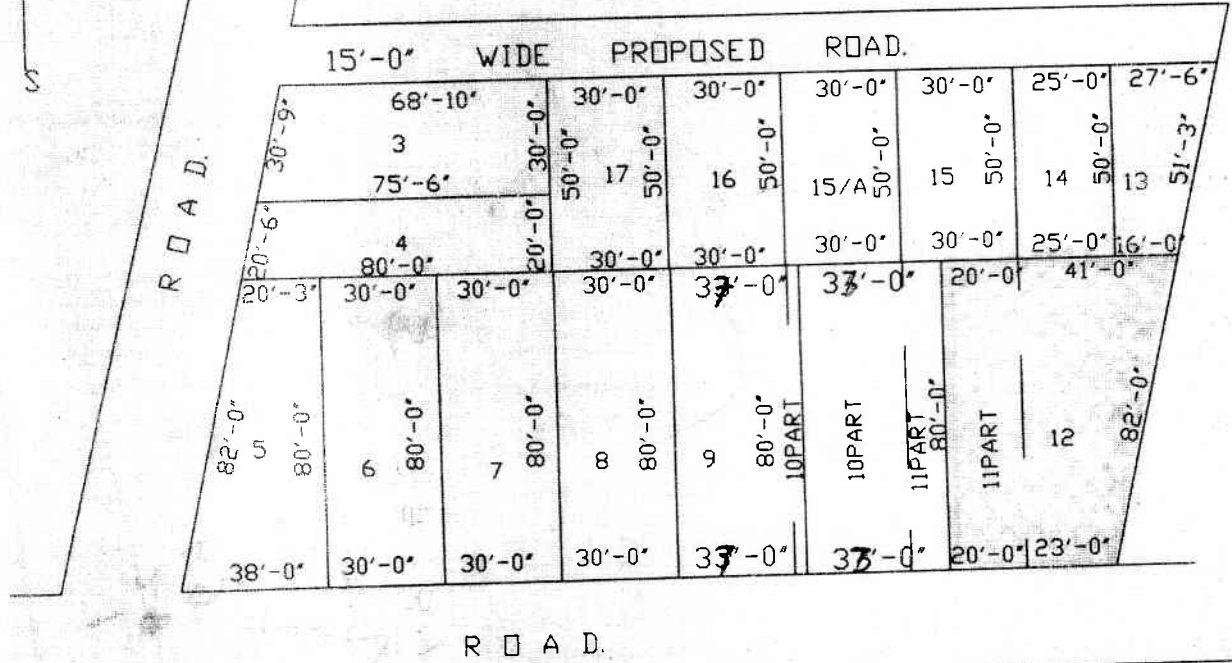 15'-0" WIDE PROPOSED ROAD.
ROAD.
68'-10" 30'-0" 30'-0" 30'-0" 30'-0" 25'-0" 27'-6"
30'-9" 3 30'-0" 50'-0" 17 50'-0" 16 50'-0" 15/A 50'-0" 15 50'-0" 14 50'-0" 13 51'-3"
75'-6"
20'-6" 4 20'-0"
80'-0" 30'-0" 30'-0" 30'-0" 30'-0" 25'-0" 16'-0"
20'-3" 30'-0" 30'-0" 30'-0" 20'-0" 41'-0"
82'-0" 5 80'-0" 6 80'-0" 7 80'-0" 8 80'-0" 9 80'-0" 10PART 10PART 11PART 80'-0" 11PART 12 82'-0"
38'-0" 30'-0" 30'-0" 30'-0" 20'-0" 23'-0"
ROAD.